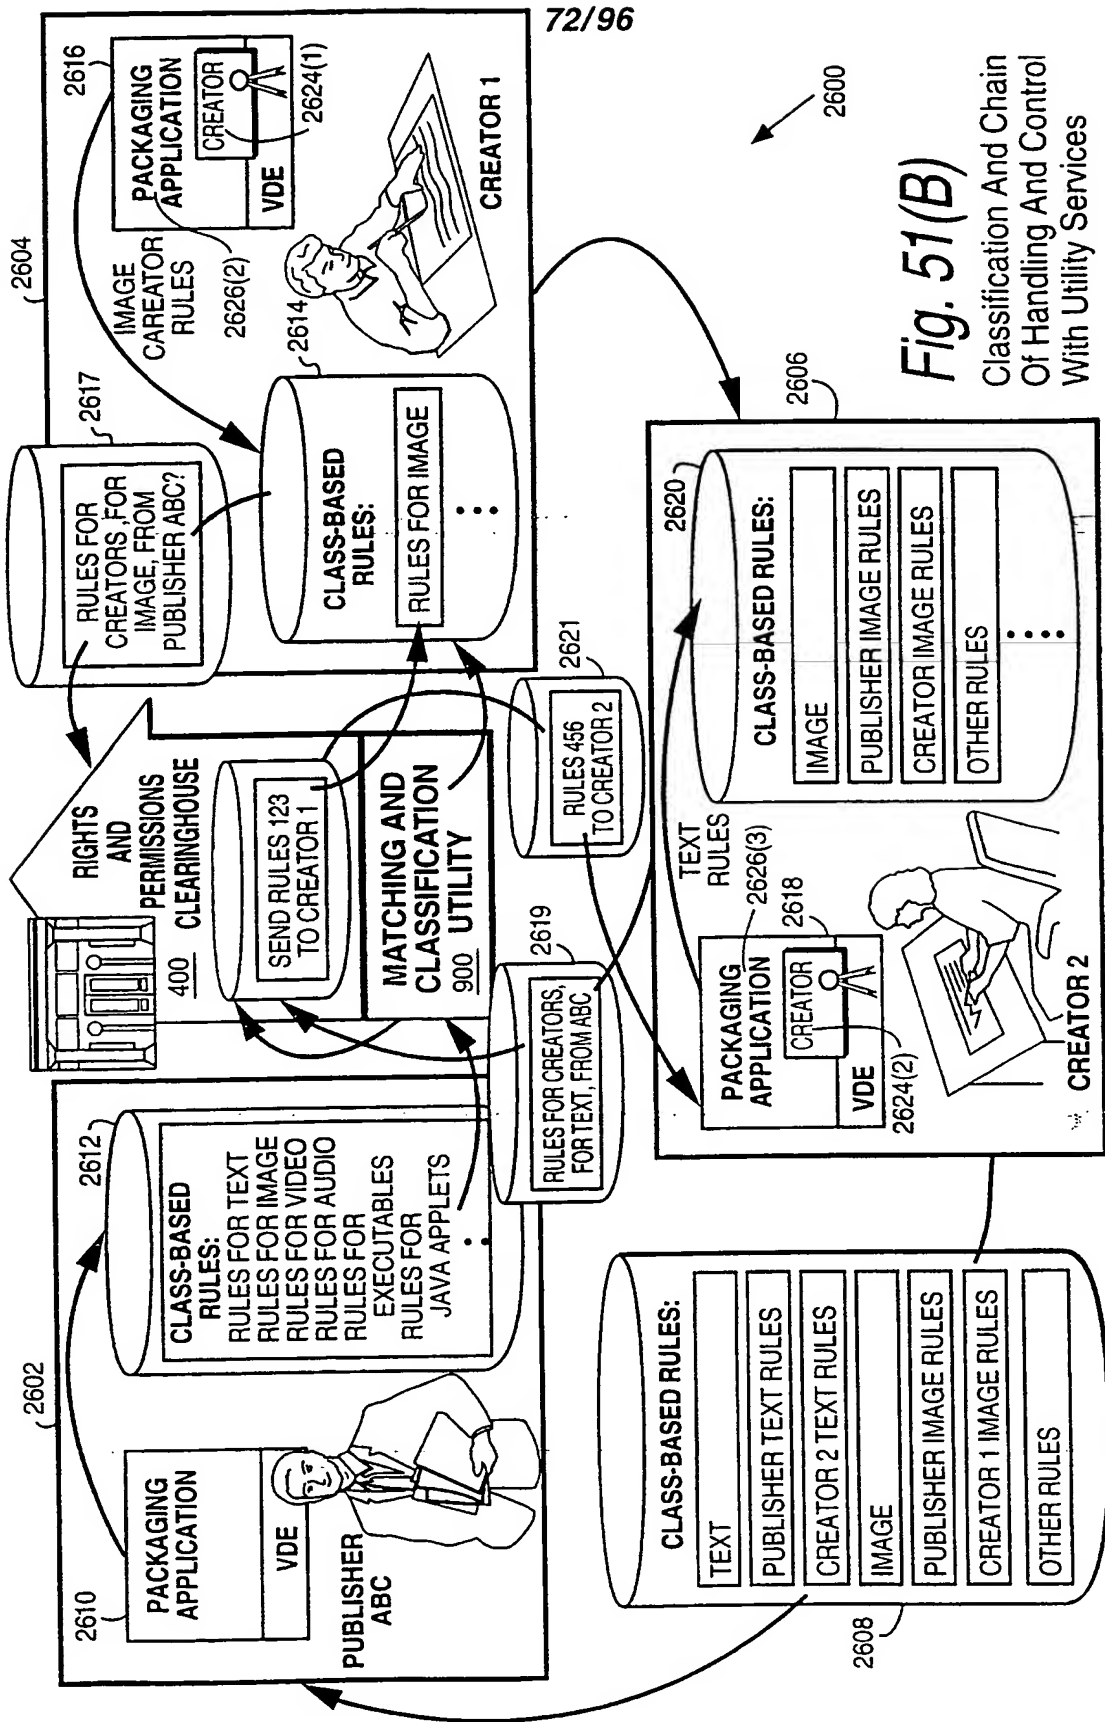 72/96
2602
2610
PACKAGING
APPLICATION
VDE
PUBLISHER
ABC
2612
CLASS-BASED
RULES:
RULES FOR TEXT
RULES FOR IMAGE
RULES FOR VIDEO
RULES FOR AUDIO
RULES FOR
EXECUTABLES
RULES FOR
JAVA APPLETS
RIGHTS
AND
PERMISSIONS
CLEARINGHOUSE
400
SEND RULES 123
TO CREATOR 1
MATCHING AND
CLASSIFICATION
900 UTILITY
2617
RULES FOR
CREATORS, FOR
IMAGE, FROM
PUBLISHER ABC?
2604
2616
PACKAGING
APPLICATION
CREATOR
VDE
2624(1)
IMAGE
CAREATOR
RULES
2626(2)
2614
CLASS-BASED
RULES:
RULES FOR IMAGE
CREATOR 1
2619
RULES FOR CREATORS,
FOR TEXT, FROM ABC
2621
RULES 456
TO CREATOR 2
2608
CLASS-BASED RULES:
TEXT
PUBLISHER TEXT RULES
CREATOR 2 TEXT RULES
IMAGE
PUBLISHER IMAGE RULES
CREATOR 1 IMAGE RULES
OTHER RULES
2606
PACKAGING
APPLICATION
CREATOR
VDE
2624(2)
2618
2626(3)
TEXT
RULES
CREATOR 2
2620
CLASS-BASED RULES:
IMAGE
PUBLISHER IMAGE RULES
CREATOR IMAGE RULES
OTHER RULES
2600
Fig. 51(B)
Classification And Chain
Of Handling And Control
With Utility Services